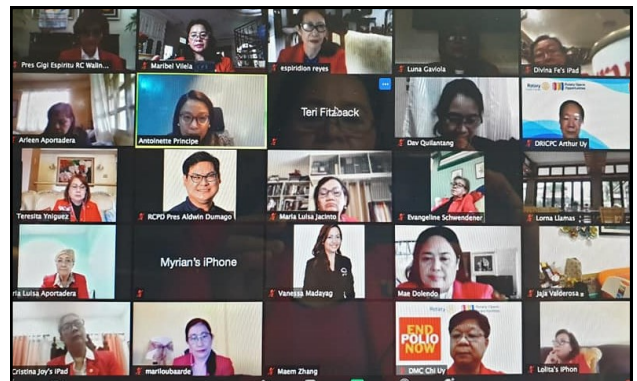 Pres Gigi Espiritu RC Walin...
Maribel Vilela
espiridion reyes
Luna Gaviola
Divina Fe's iPad
Arleen Aportadera
Antoinette Principe
Teri Fitzback
Dav Quilantang
Rotary
DRICPC Arthur Uy
Teresita Yniguez
RCPD Pres Aldwin Dumago
Maria Luisa Jacinto
Evangeline Schwendener
Lorna Llamas
ria Luisa Aportadera
Myrian's iPhone
Vanessa Madayag
Mae Dolendo
Jaja Valderosa
Cristina Joy's iPad
mariloubaarde
Maem Zhang
Rotary
END
POLIO
NOW
DMC Chi Uy
Lolita's iPhon